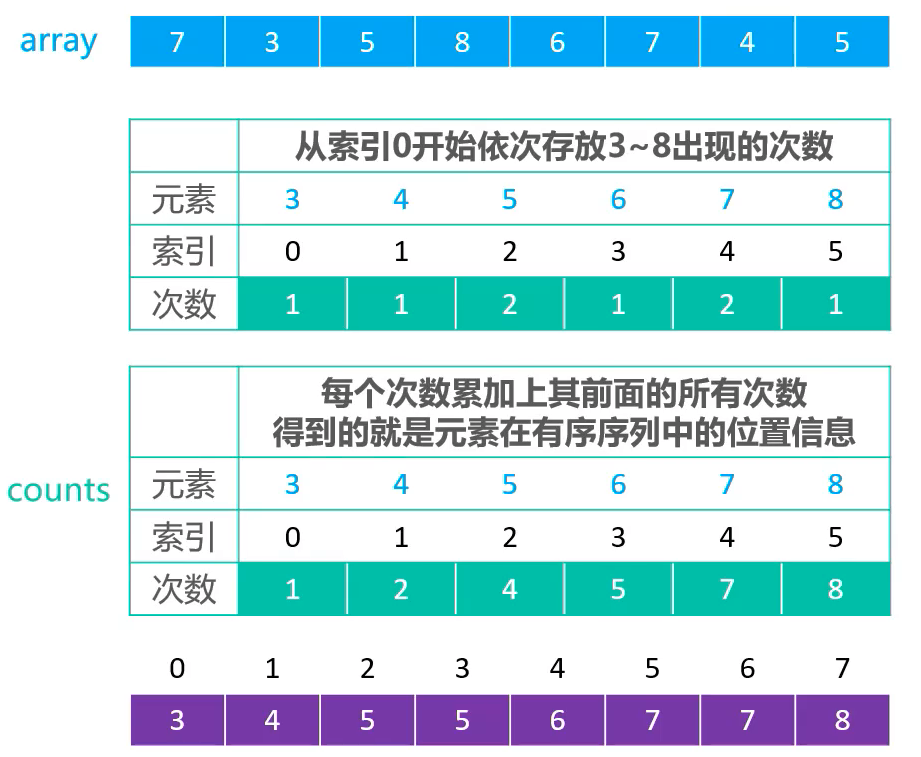 array 7 3 5 8 6 7 4 5
从索引0开始依次存放3~8出现的次数
元素 3 4 5 6 7 8
索引 0 1 2 3 4 5
次数 1 1 2 1 2 1
每个次数累加上其前面的所有次数
得到的就是元素在有序序列中的位置信息
counts
元素 3 4 5 6 7 8
索引 0 1 2 3 4 5
次数 1 2 4 5 7 8
0 1 2 3 4 5 6 7
3 4 5 5 6 7 7 8